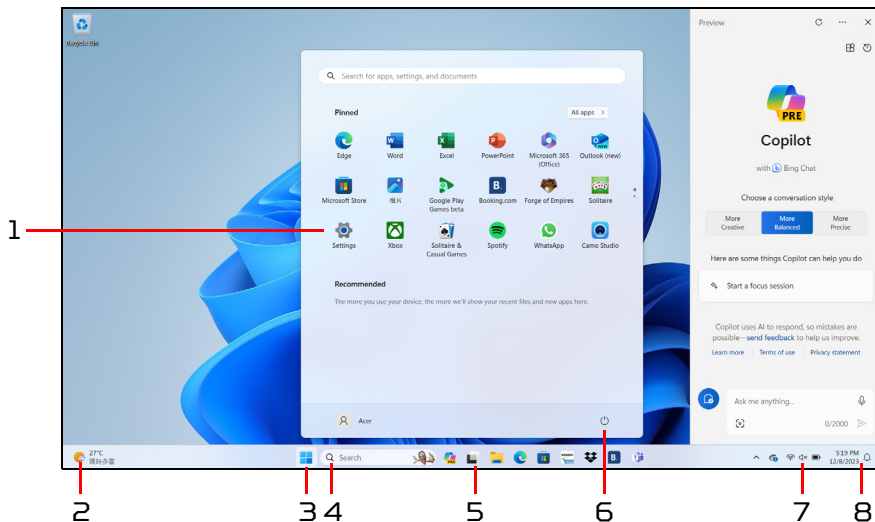 Recycle Bin
Search for apps, settings, and documents
Pinned
All apps >
Edge
Word
Excel
PowerPoint
Microsoft 365
(Office)
Outlook (new)
Microsoft Store
相片
Google Play
Games beta
Booking.com
Forge of Empires
Solitaire
Settings
Xbox
Solitaire &
Casual Games
Spotify
WhatsApp
Camo Studio
Recommended
The more you use your device, the more we'll show your recent files and new apps here.
Acer
Preview
PRE
Copilot
with b Bing Chat
Choose a conversation style
More
Creative
More
Balanced
More
Precise
Here are some things Copilot can help you do
Start a focus session
Copilot uses AI to respond, so mistakes are
possible—send feedback to help us improve.
Learn more
Terms of use
Privacy statement
Ask me anything...
0/2000
27°C
晴時多雲
Search
B.
5:19 PM
12/8/2023
1
2
3
4
5
6
7
8